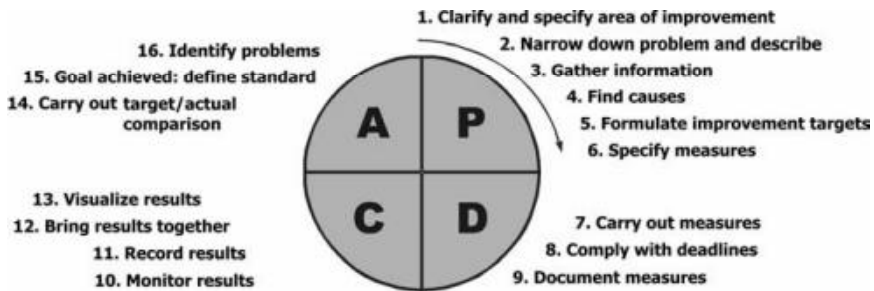 1. Clarify and specify area of improvement
2. Narrow down problem and describe
3. Gather information
4. Find causes
5. Formulate improvement targets
6. Specify measures
P
D
7. Carry out measures
8. Comply with deadlines
9. Document measures
C
10. Monitor results
11. Record results
12. Bring results together
13. Visualize results
A
14. Carry out target/actual
comparison
15. Goal achieved: define standard
16. Identify problems